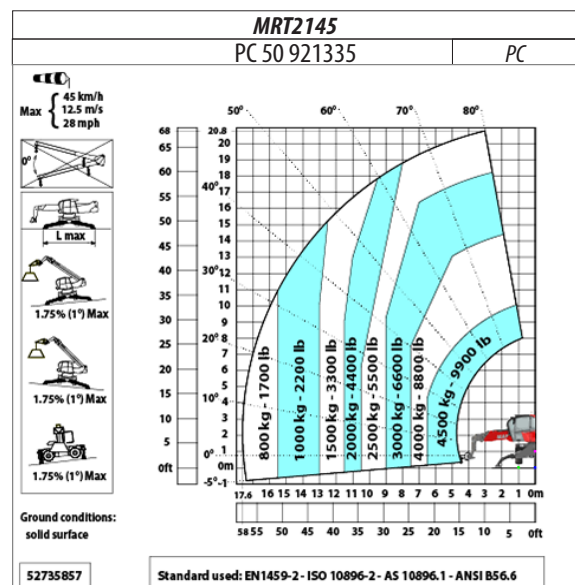 MRT2145
PC 50 921335 PC
Max { 45 km/h
12.5 m/s
28 mph
0°
L max
1.75% (1°) Max
1.75% (1°) Max
1.75% (1°) Max
Ground conditions:
solid surface
52735857
50° 60° 70° 80°
40°
30°
20°
10°
0°
-5°
68
65
60
55
50
45
40
35
30
25
20
15
10
5
0ft
20.8
20
19
18
17
16
15
14
13
12
11
10
9
8
7
6
5
4
3
2
1
0m
-1
800 kg - 1700 lb
1000 kg - 2200 lb
1500 kg - 3300 lb
2000 kg - 4400 lb
2500 kg - 5500 lb
3000 kg - 6600 lb
4000 kg - 8800 lb
4500 kg - 9900 lb
17.6 16 15 14 13 12 11 10 9 8 7 6 5 4 3 2 1 0m
58 55 50 45 40 35 30 25 20 15 10 5 0ft
Standard used: EN1459-2 - ISO 10896-2 - AS 10896.1 - ANSI B56.6